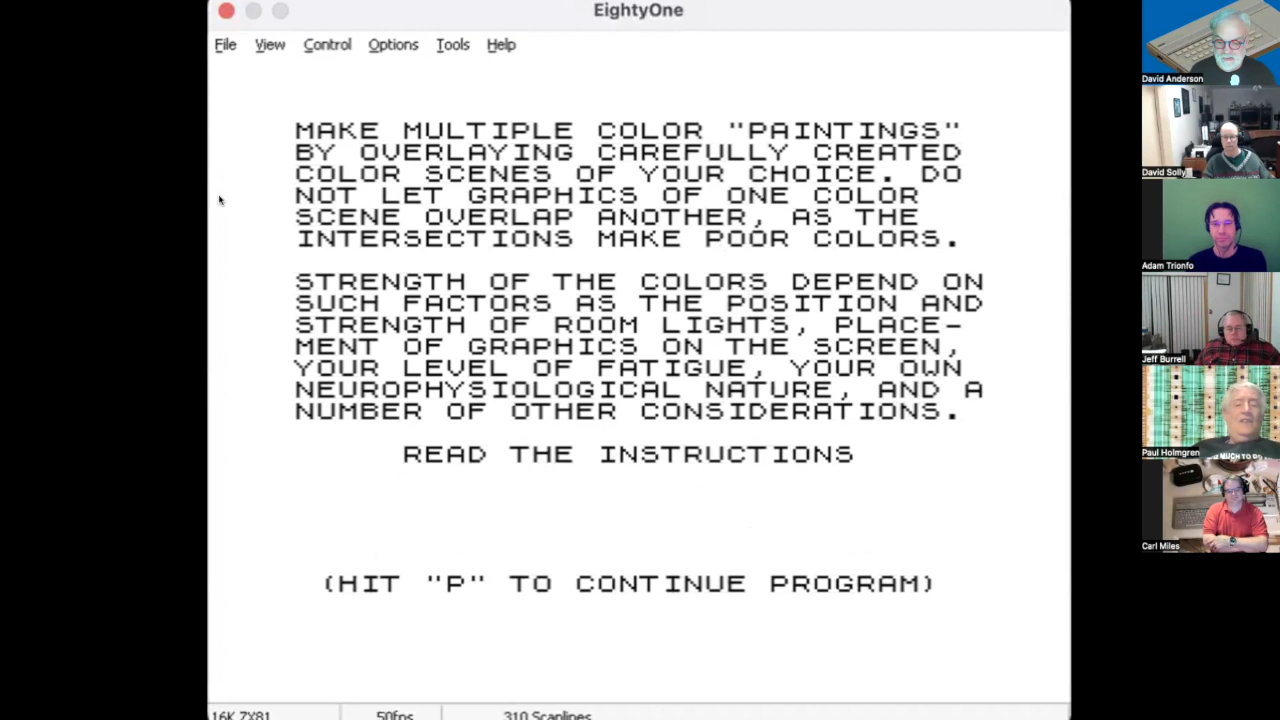 EightyOne
File View Control Options Tools Help
MAKE MULTIPLE COLOR "PAINTINGS"
BY OVERLAYING CAREFULLY CREATED
COLOR SCENES OF YOUR CHOICE. DO
NOT LET GRAPHICS OF ONE COLOR
SCENE OVERLAP ANOTHER, AS THE
INTERSECTIONS MAKE POOR COLORS.
STRENGTH OF THE COLORS DEPEND ON
SUCH FACTORS AS THE POSITION AND
STRENGTH OF ROOM LIGHTS, PLACE-
MENT OF GRAPHICS ON THE SCREEN,
YOUR LEVEL OF FATIGUE, YOUR OWN
NEUROPHYSIOLOGICAL NATURE, AND A
NUMBER OF OTHER CONSIDERATIONS.
READ THE INSTRUCTIONS
(HIT "P" TO CONTINUE PROGRAM)
16K ZX81 50fps 310 Scanlines
David Anderson
David Solly
Adam Trionfo
Jeff Burrell
Paul Holmgren
Carl Miles